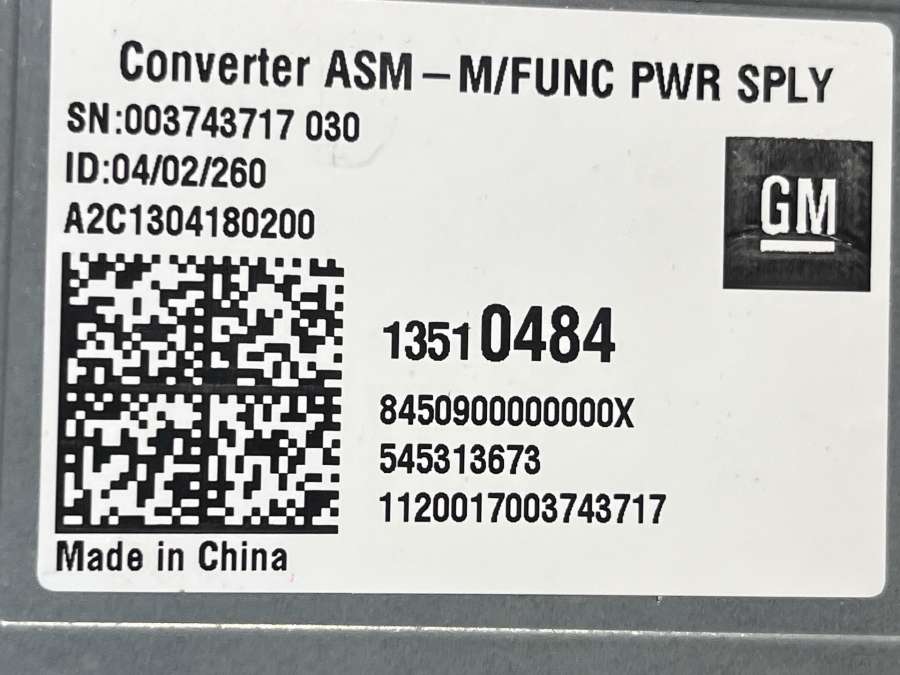 Converter ASM – M/FUNC PWR SPLY
SN:003743717 030
ID:04/02/260
A2C1304180200
GM
13510484
8450900000000X
545313673
1120017003743717
Made in China